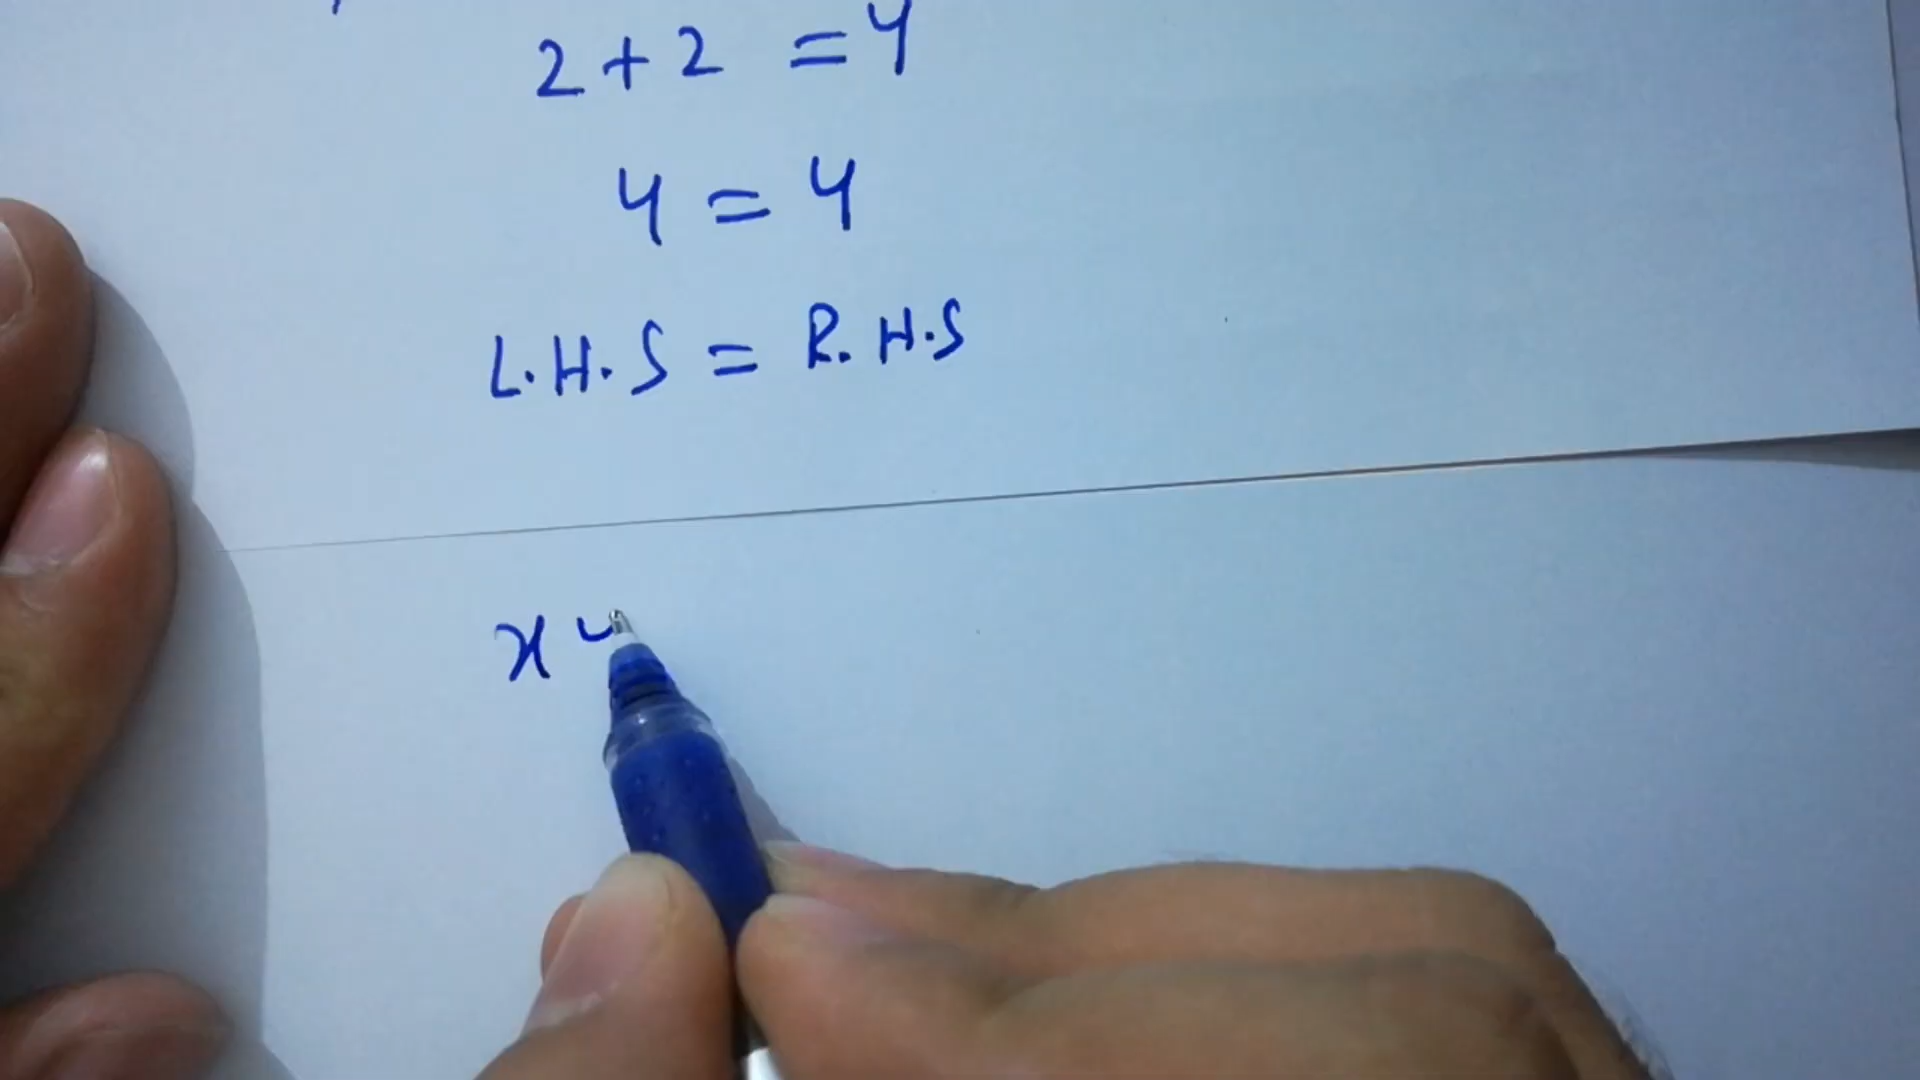 2 + 2 = 4
4 = 4
L.H.S = R.H.S
x